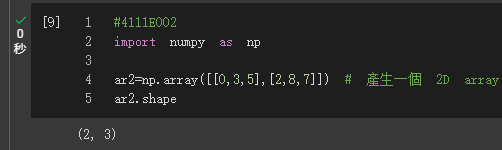 [9] 1 #4111E002
0 2 import numpy as np
秒 3
4 ar2=np.array([[0,3,5],[2,8,7]]) # 產生一個 2D array
5 ar2.shape
(2, 3)